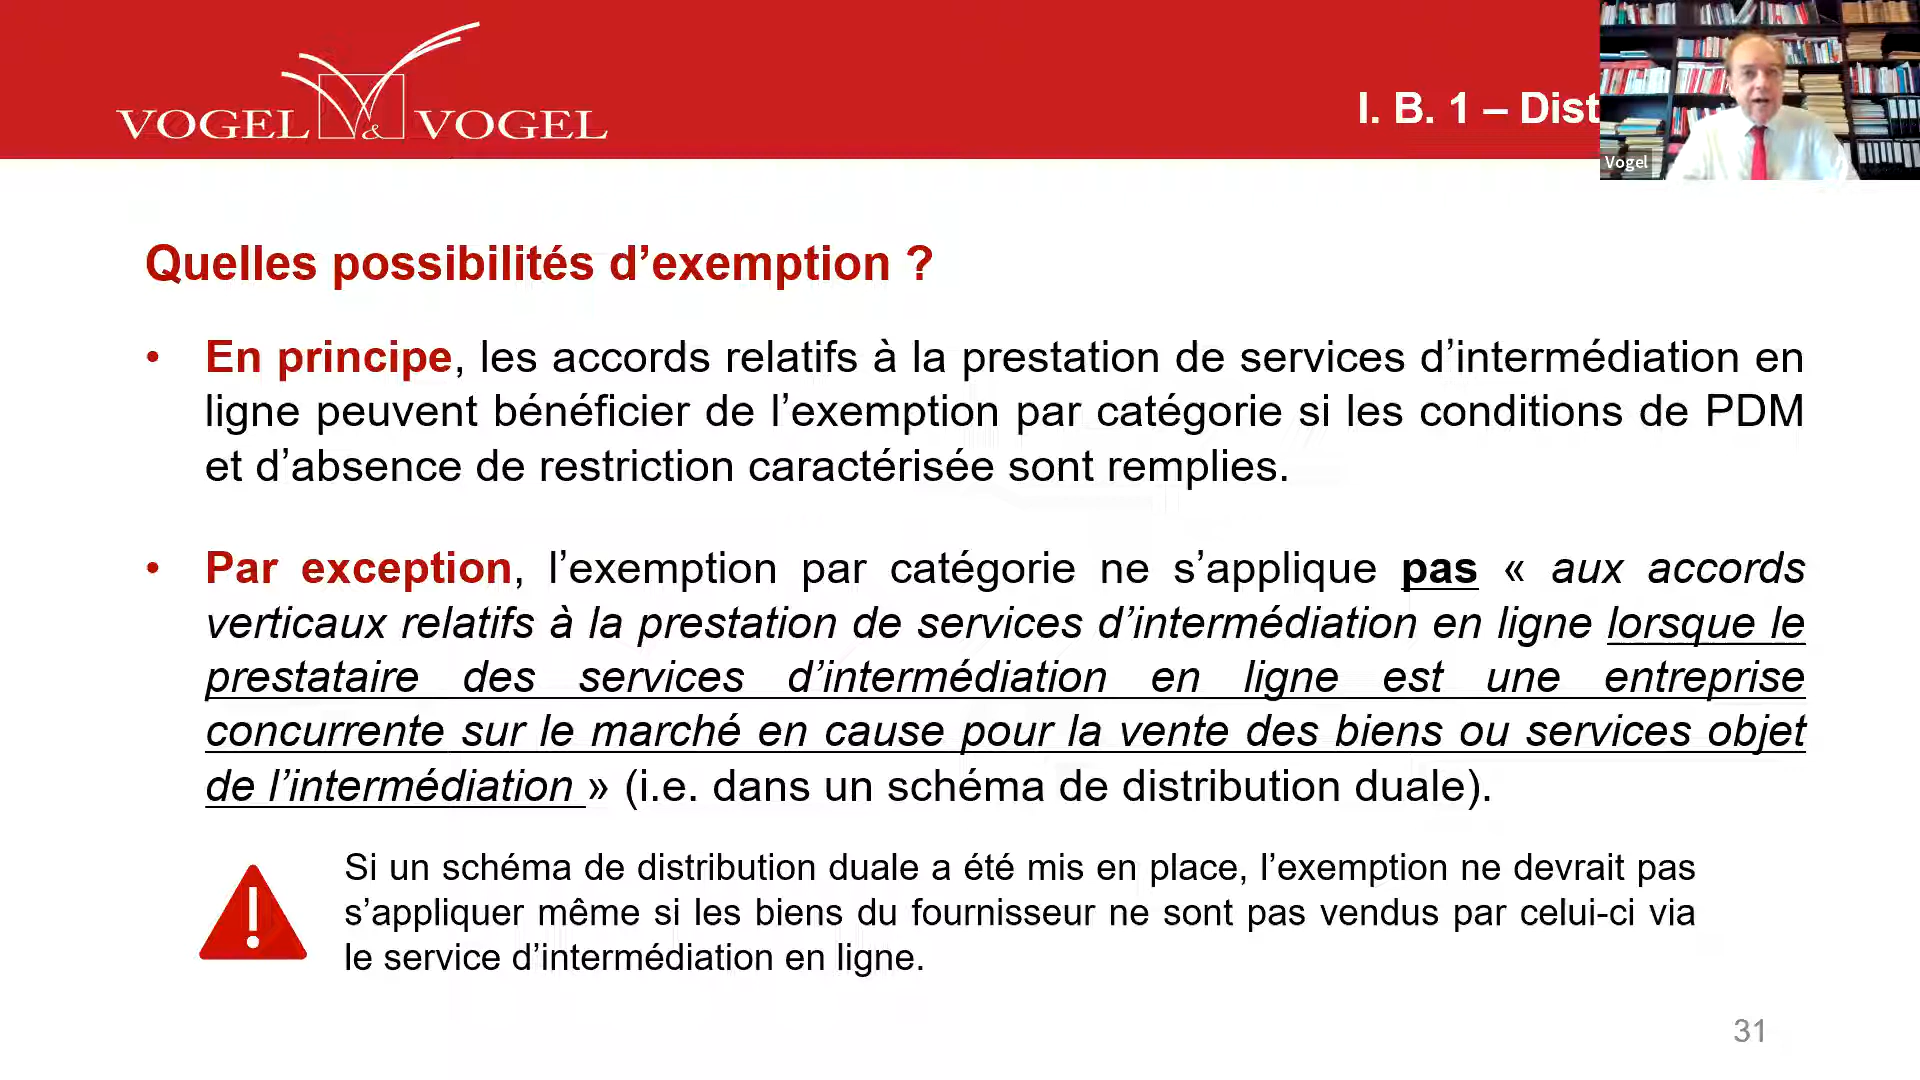 VOGEL & VOGEL
I. B. 1 – Dist
Vogel
Quelles possibilités d’exemption ?
• En principe, les accords relatifs à la prestation de services d’intermédiation en
ligne peuvent bénéficier de l’exemption par catégorie si les conditions de PDM
et d’absence de restriction caractérisée sont remplies.
• Par exception, l’exemption par catégorie ne s’applique pas « aux accords
verticaux relatifs à la prestation de services d’intermédiation en ligne lorsque le
prestataire des services d’intermédiation en ligne est une entreprise
concurrente sur le marché en cause pour la vente des biens ou services objet
de l’intermédiation » (i.e. dans un schéma de distribution duale).
Si un schéma de distribution duale a été mis en place, l’exemption ne devrait pas
s’appliquer même si les biens du fournisseur ne sont pas vendus par celui-ci via
le service d’intermédiation en ligne.
31